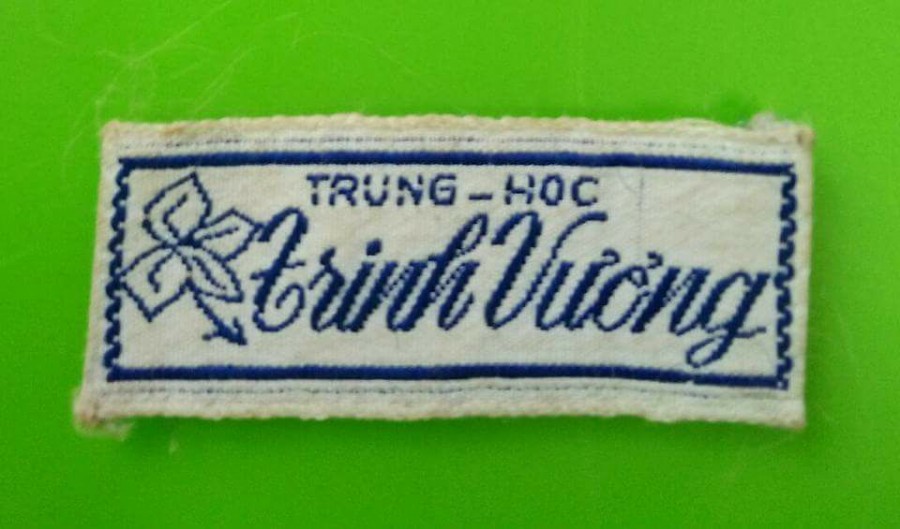 TRUNG - HOC
Trinh Vương